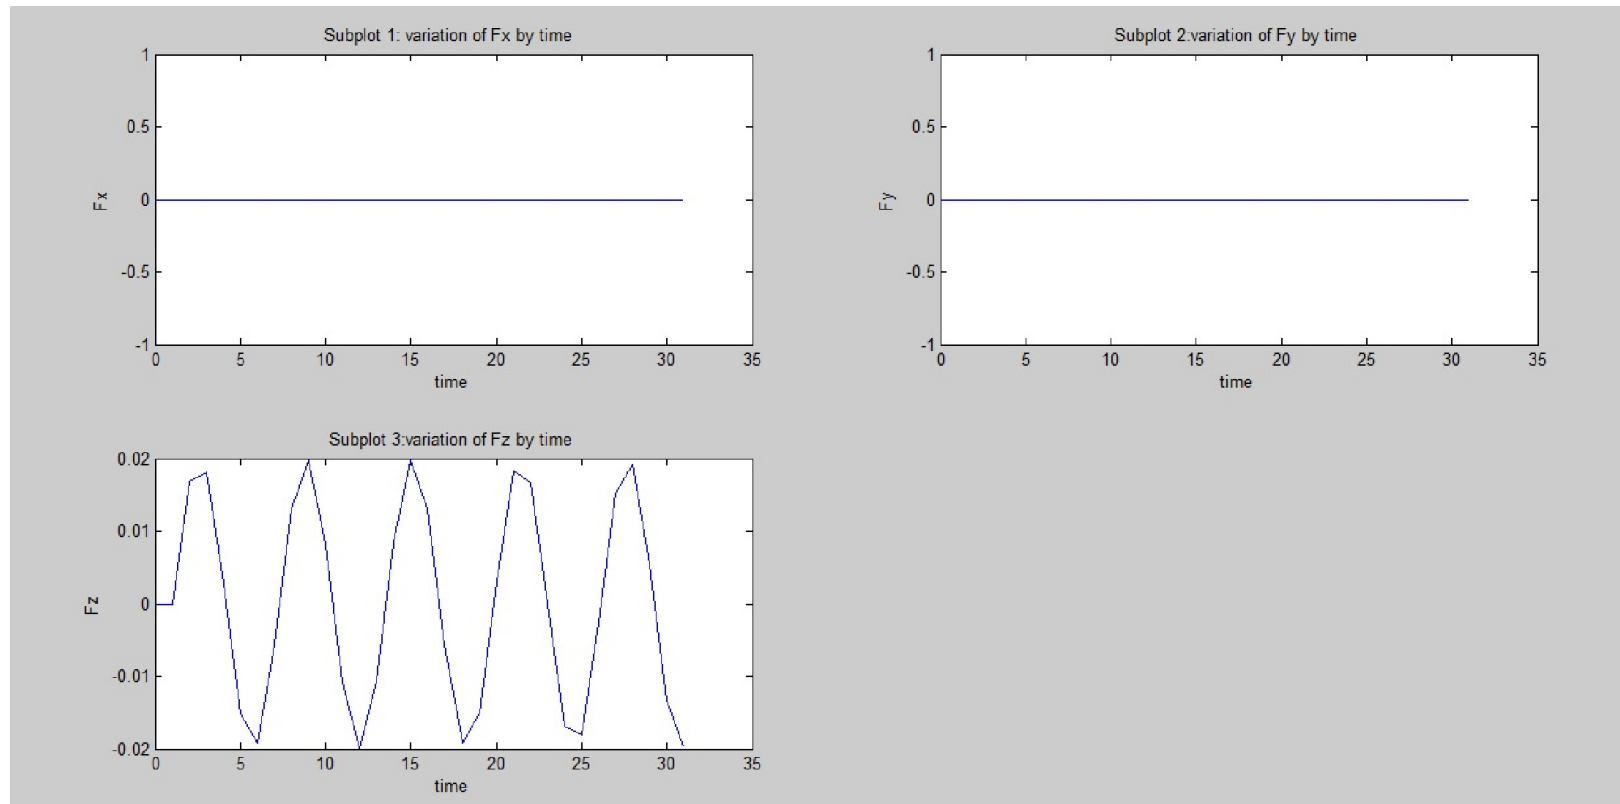 Subplot 1: variation of Fx by time
1
0.5
0
-0.5
-1
Fx
0 5 10 15 20 25 30 35
time
Subplot 2:variation of Fy by time
1
0.5
0
-0.5
-1
Fy
0 5 10 15 20 25 30 35
time
Subplot 3:variation of Fz by time
0.02
0.01
0
-0.01
-0.02
Fz
0 5 10 15 20 25 30 35
time